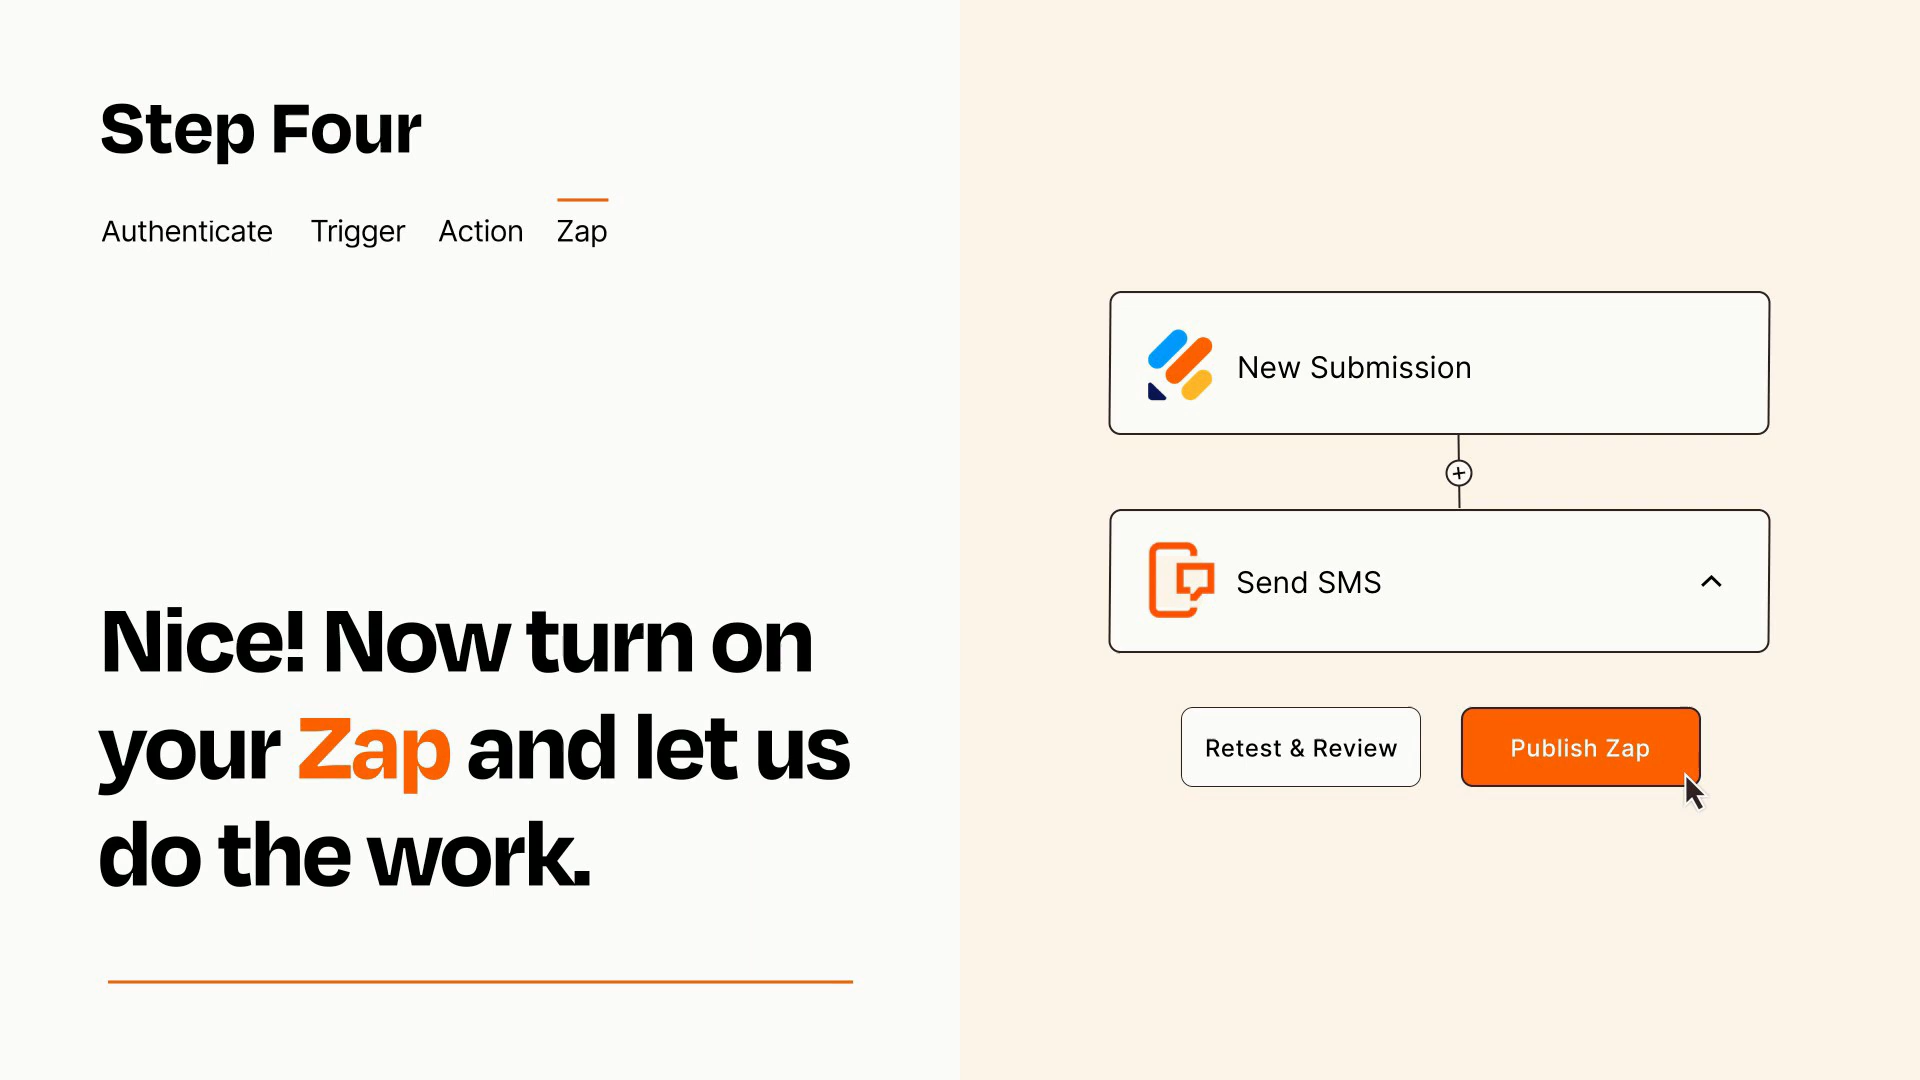 Step Four
Authenticate Trigger Action Zap
Nice! Now turn on
your Zap and let us
do the work.
New Submission
Send SMS
Retest & Review
Publish Zap